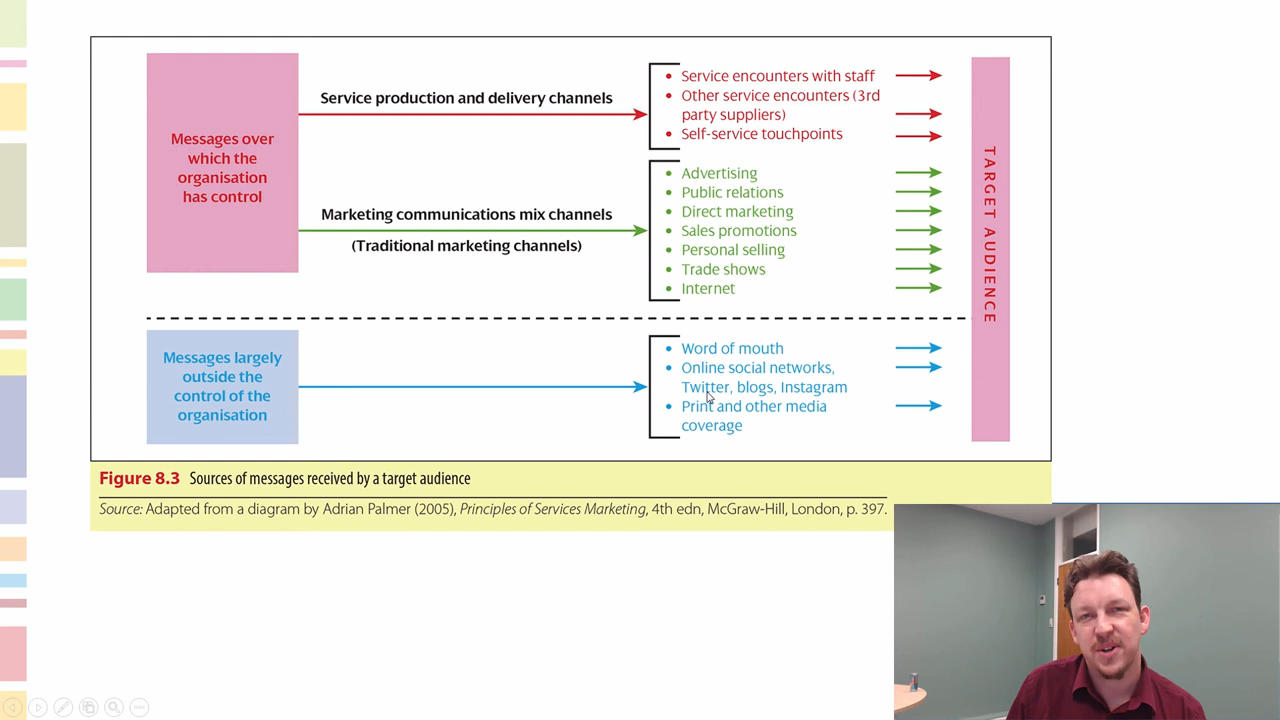 Messages over
which the
organisation
has control
Service production and delivery channels
• Service encounters with staff
• Other service encounters (3rd
party suppliers)
• Self-service touchpoints
Marketing communications mix channels
(Traditional marketing channels)
• Advertising
• Public relations
• Direct marketing
• Sales promotions
• Personal selling
• Trade shows
• Internet
Messages largely
outside the
control of the
organisation
• Word of mouth
• Online social networks,
Twitter, blogs, Instagram
• Print and other media
coverage
TARGET AUDIENCE
Figure 8.3 Sources of messages received by a target audience
Source: Adapted from a diagram by Adrian Palmer (2005), Principles of Services Marketing, 4th edn, McGraw-Hill, London, p. 397.